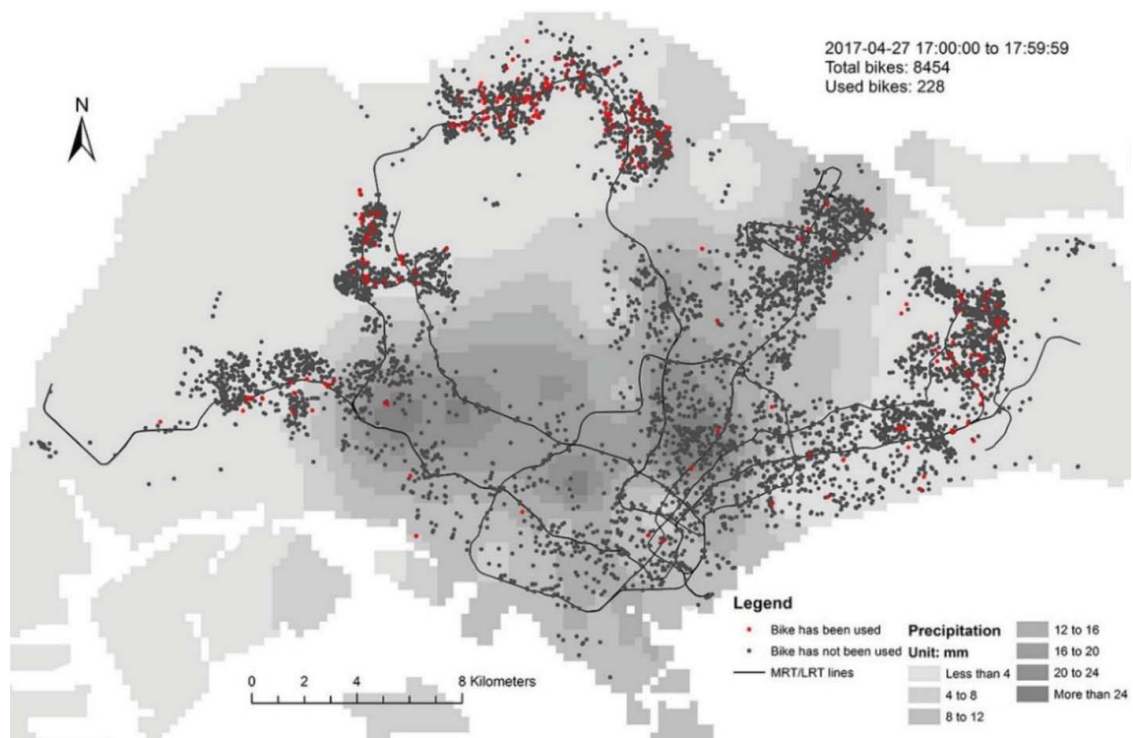 2017-04-27 17:00:00 to 17:59:59
Total bikes: 8454
Used bikes: 228
N
0 2 4 8 Kilometers
Legend
Bike has been used
Bike has not been used
MRT/LRT lines
Precipitation
Unit: mm
Less than 4
4 to 8
8 to 12
12 to 16
16 to 20
20 to 24
More than 24